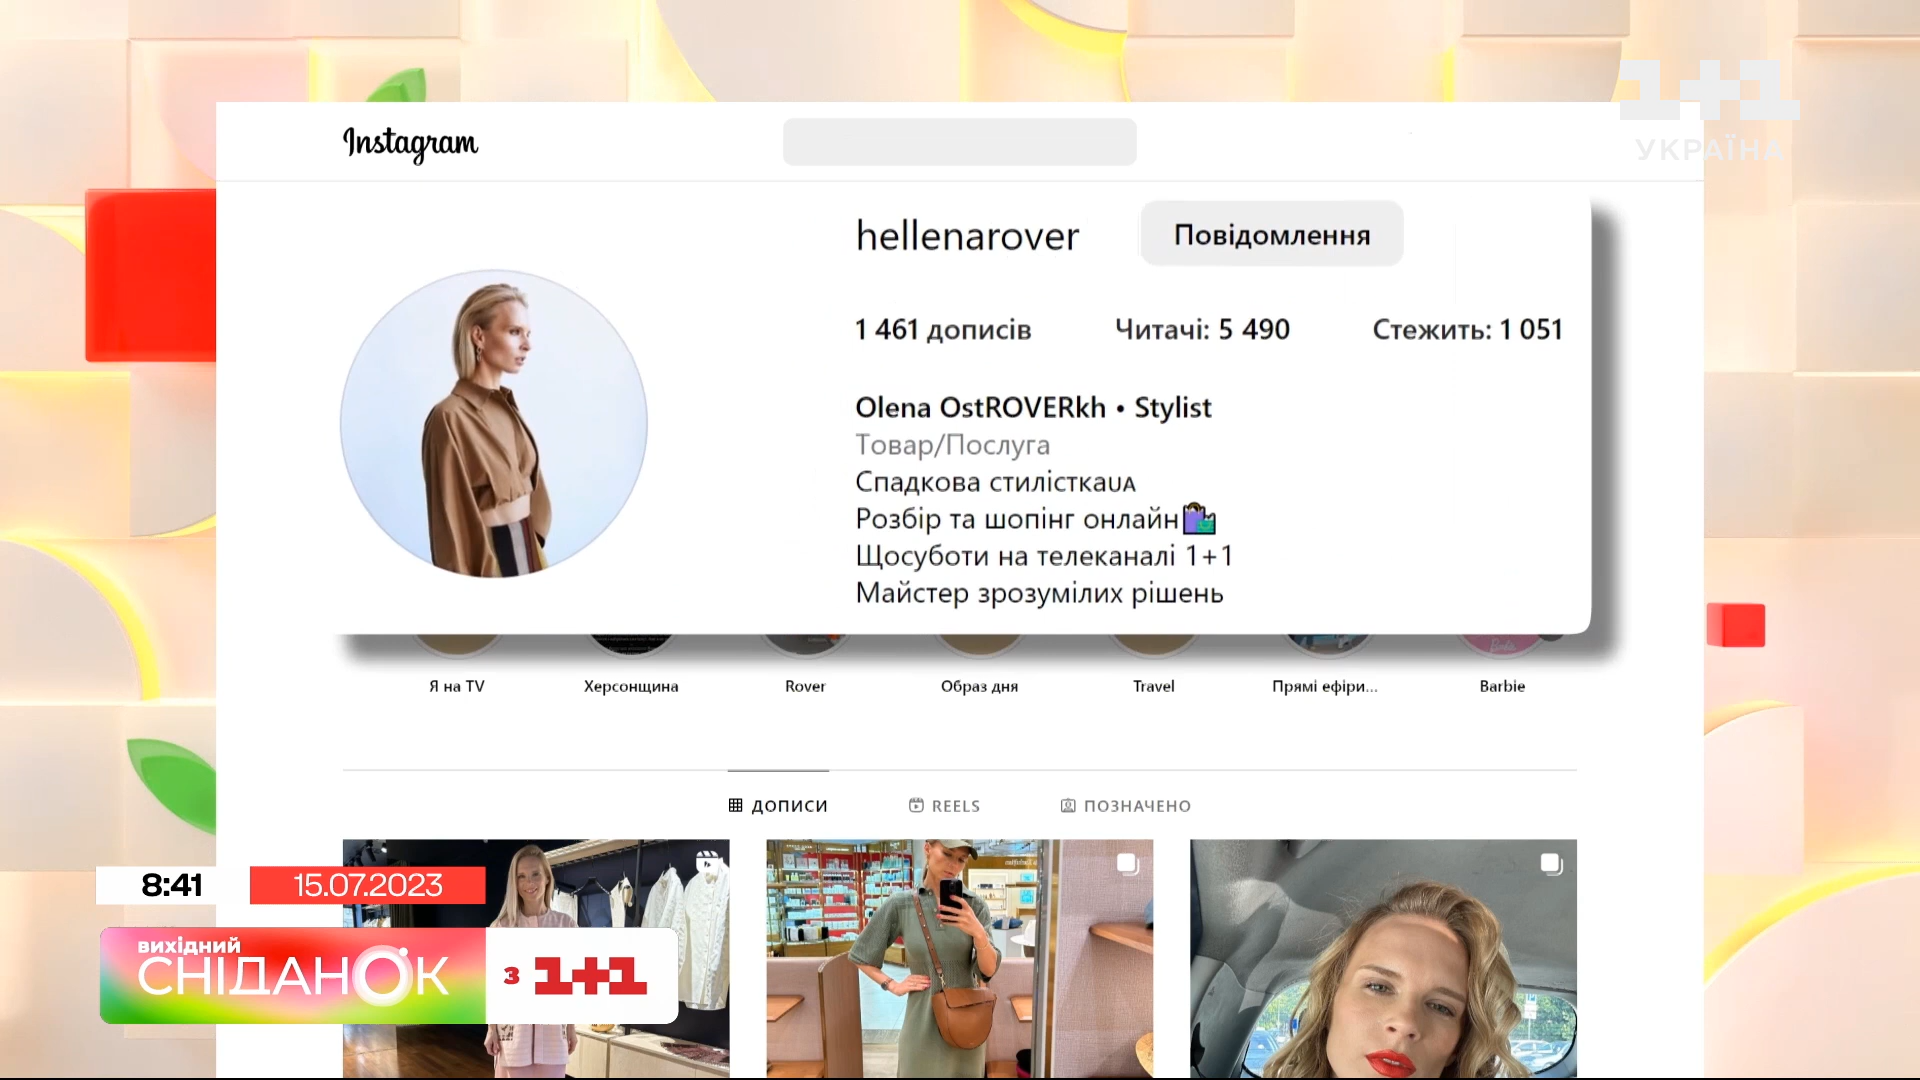 1+1
УКРАЇНА
Instagram
hellenarover
Повідомлення
1 461 дописів
Читачі: 5 490
Стежить: 1 051
Olena OstROVERkh • Stylist
Товар/Послуга
Спадкова стилісткаUA
Розбір та шопінг онлайн🛍️
Щосуботи на телеканалі 1+1
Майстер зрозумілих рішень
Я на TV
Херсонщина
Rover
Образ дня
Travel
Прямі ефіри...
Barbie
Barbie
ДОПИСИ
REELS
ПОЗНАЧЕНО
8:41
15.07.2023
ВИХІДНИЙ
СНІДАНОК
З 1+1